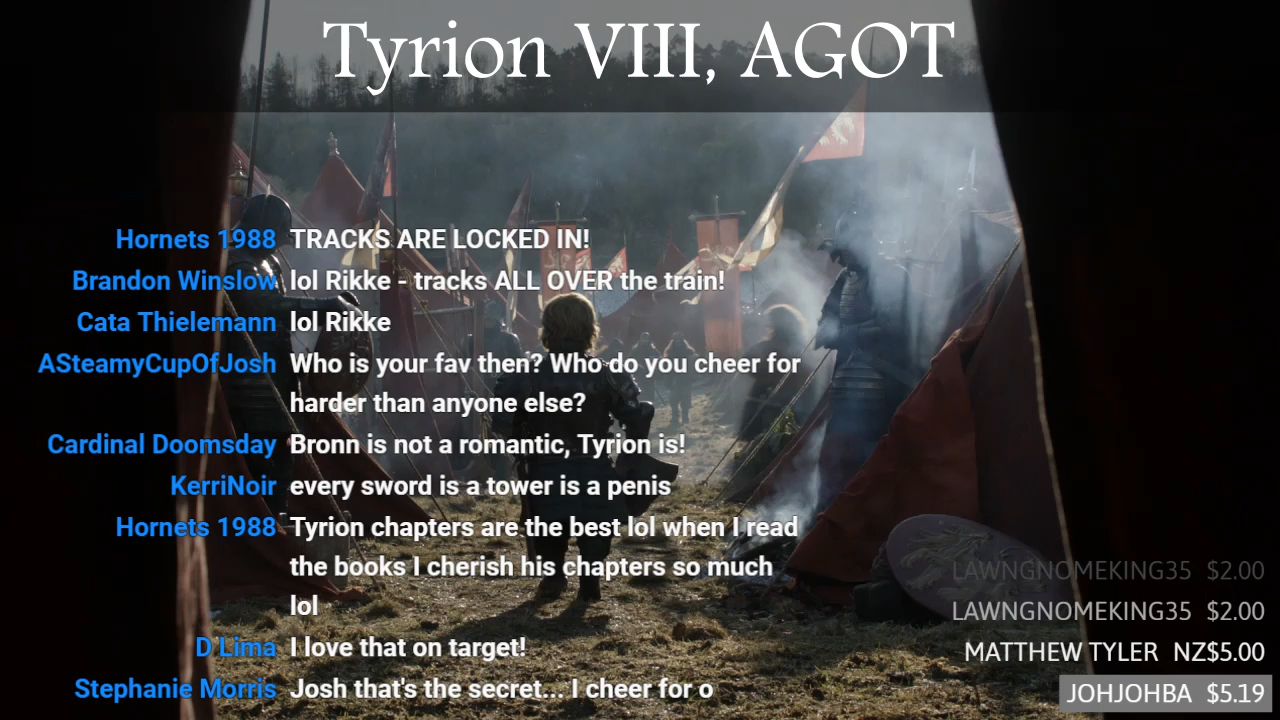 Tyrion VIII, AGOT
Hornets 1988 TRACKS ARE LOCKED IN!
Brandon Winslow lol Rikke - tracks ALL OVER the train!
Cata Thielemann lol Rikke
ASteamyCupOfJosh Who is your fav then? Who do you cheer for
harder than anyone else?
Cardinal Doomsday Bronn is not a romantic, Tyrion is!
KerriNoir every sword is a tower is a penis
Hornets 1988 Tyrion chapters are the best lol when I read
the books I cherish his chapters so much
lol
D'Lima I love that on target!
Stephanie Morris Josh that's the secret... I cheer for o
LAWNGNOMEKING35 $2.00
LAWNGNOMEKING35 $2.00
MATTHEW TYLER NZ$5.00
JOHJOHBA $5.19